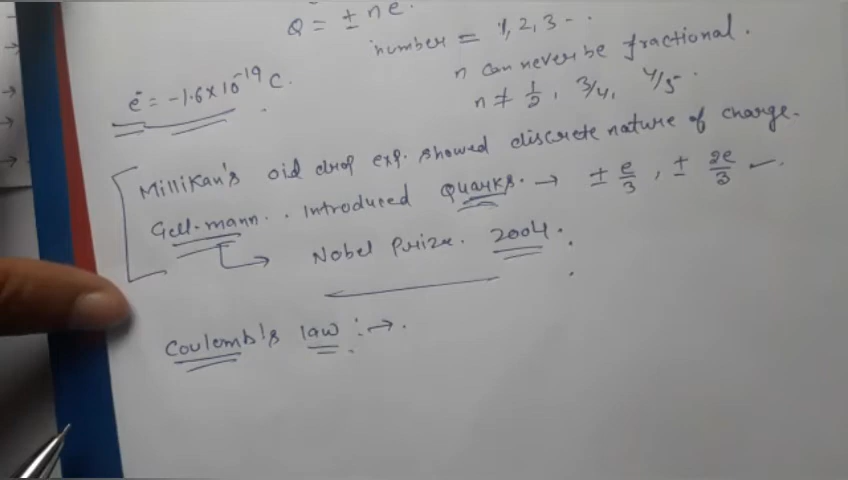 Q = ± ne.
number = 1, 2, 3 - .
n can never be fractional.
n ≠ 1/2, 3/4, 4/5 .
e⁻ = -1.6 x 10⁻¹⁹ C.
Millikan's oid drop exp. showed discrete nature of charge.
Gell-mann. . Introduced Quarks. → ± e/3 , ± 2e/3
Nobel Prize. 2004.
Coulomb's law :→.